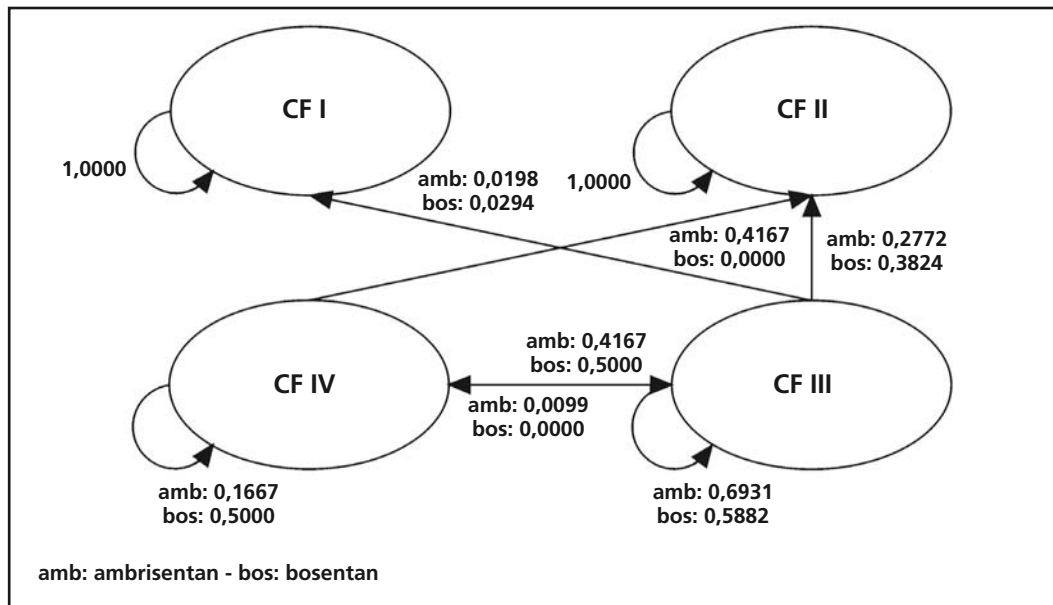 CF I
CF II
1,0000
amb: 0,0198
bos: 0,0294
1,0000
amb: 0,4167
bos: 0,0000
amb: 0,2772
bos: 0,3824
amb: 0,4167
bos: 0,5000
CF IV
CF III
amb: 0,0099
bos: 0,0000
amb: 0,1667
bos: 0,5000
amb: 0,6931
bos: 0,5882
amb: ambrisentan - bos: bosentan